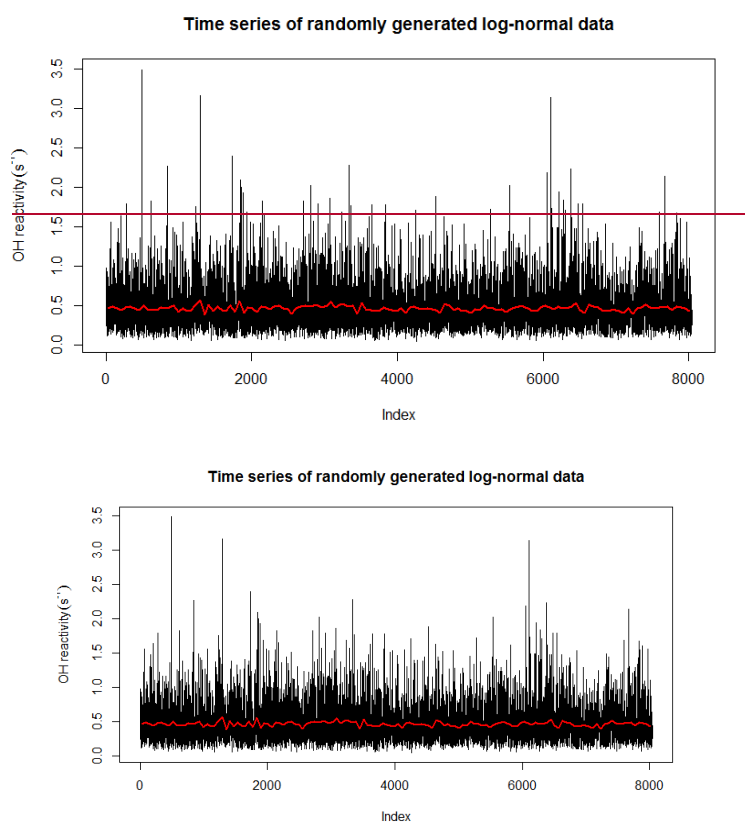 Time series of randomly generated log-normal data
OH reactivity (s⁻¹)
3.5
3.0
2.5
2.0
1.5
1.0
0.5
0.0
0 2000 4000 6000 8000
Index
Time series of randomly generated log-normal data
OH reactivity (s⁻¹)
3.5
3.0
2.5
2.0
1.5
1.0
0.5
0.0
0 2000 4000 6000 8000
Index